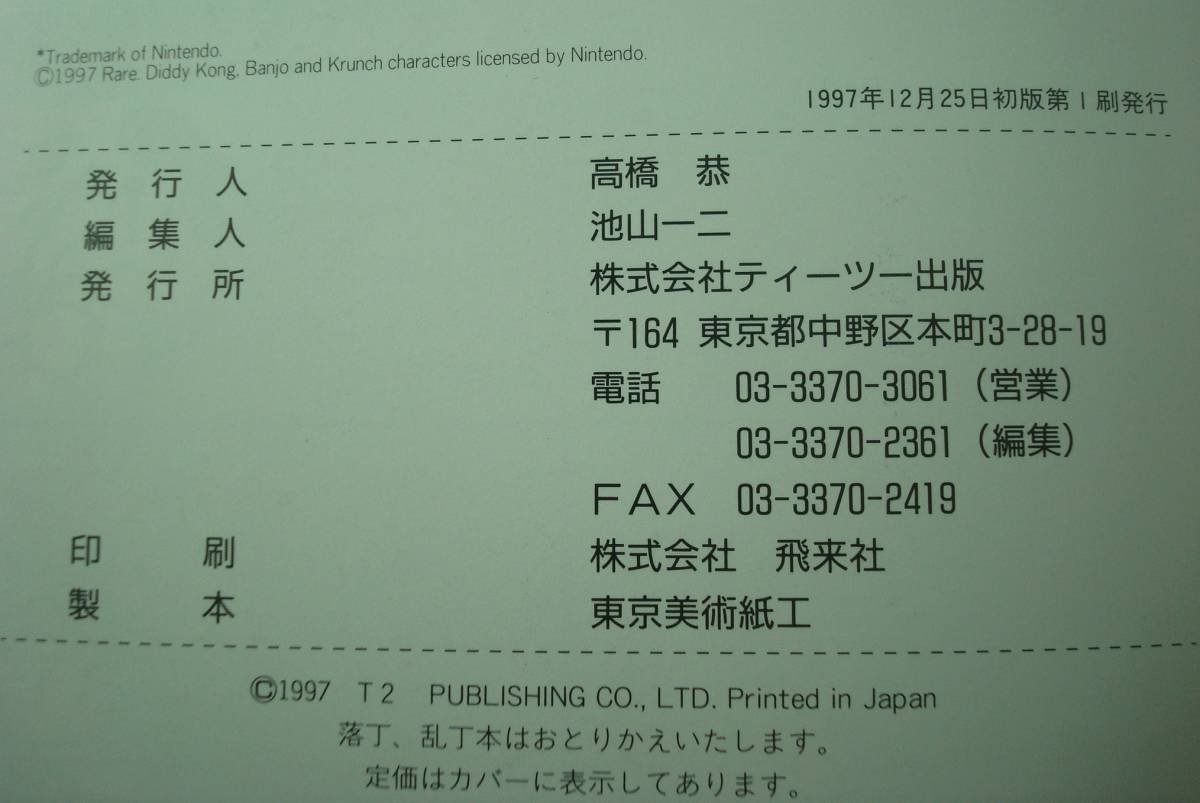 *Trademark of Nintendo.
©1997 Rare. Diddy Kong, Banjo and Krunch characters licensed by Nintendo.
1997年12月25日初版第1刷発行
発行人 高橋 恭
編集人 池山一二
発行所 株式会社ティーツー出版
〒164 東京都中野区本町3-28-19
電話 03-3370-3061(営業)
03-3370-2361(編集)
FAX 03-3370-2419
印刷 株式会社 飛来社
製本 東京美術紙工
©1997 T2 PUBLISHING CO., LTD. Printed in Japan
落丁、乱丁本はおとりかえいたします。
定価はカバーに表示してあります。